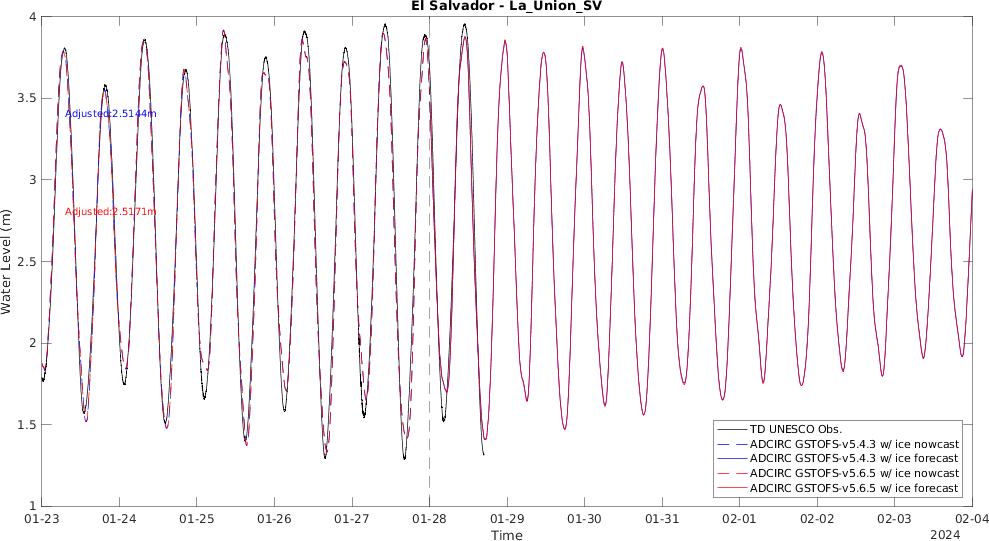 El Salvador - La_Union_SV
4
3.5
3
2.5
2
1.5
1
Water Level (m)
Adjusted:2.5144m
Adjusted:2.5171m
TD UNESCO Obs.
ADCIRC GSTOFS-v5.4.3 w/ ice nowcast
ADCIRC GSTOFS-v5.4.3 w/ ice forecast
ADCIRC GSTOFS-v5.6.5 w/ ice nowcast
ADCIRC GSTOFS-v5.6.5 w/ ice forecast
01-23 01-24 01-25 01-26 01-27 01-28 01-29 01-30 01-31 02-01 02-02 02-03 02-04
Time
2024